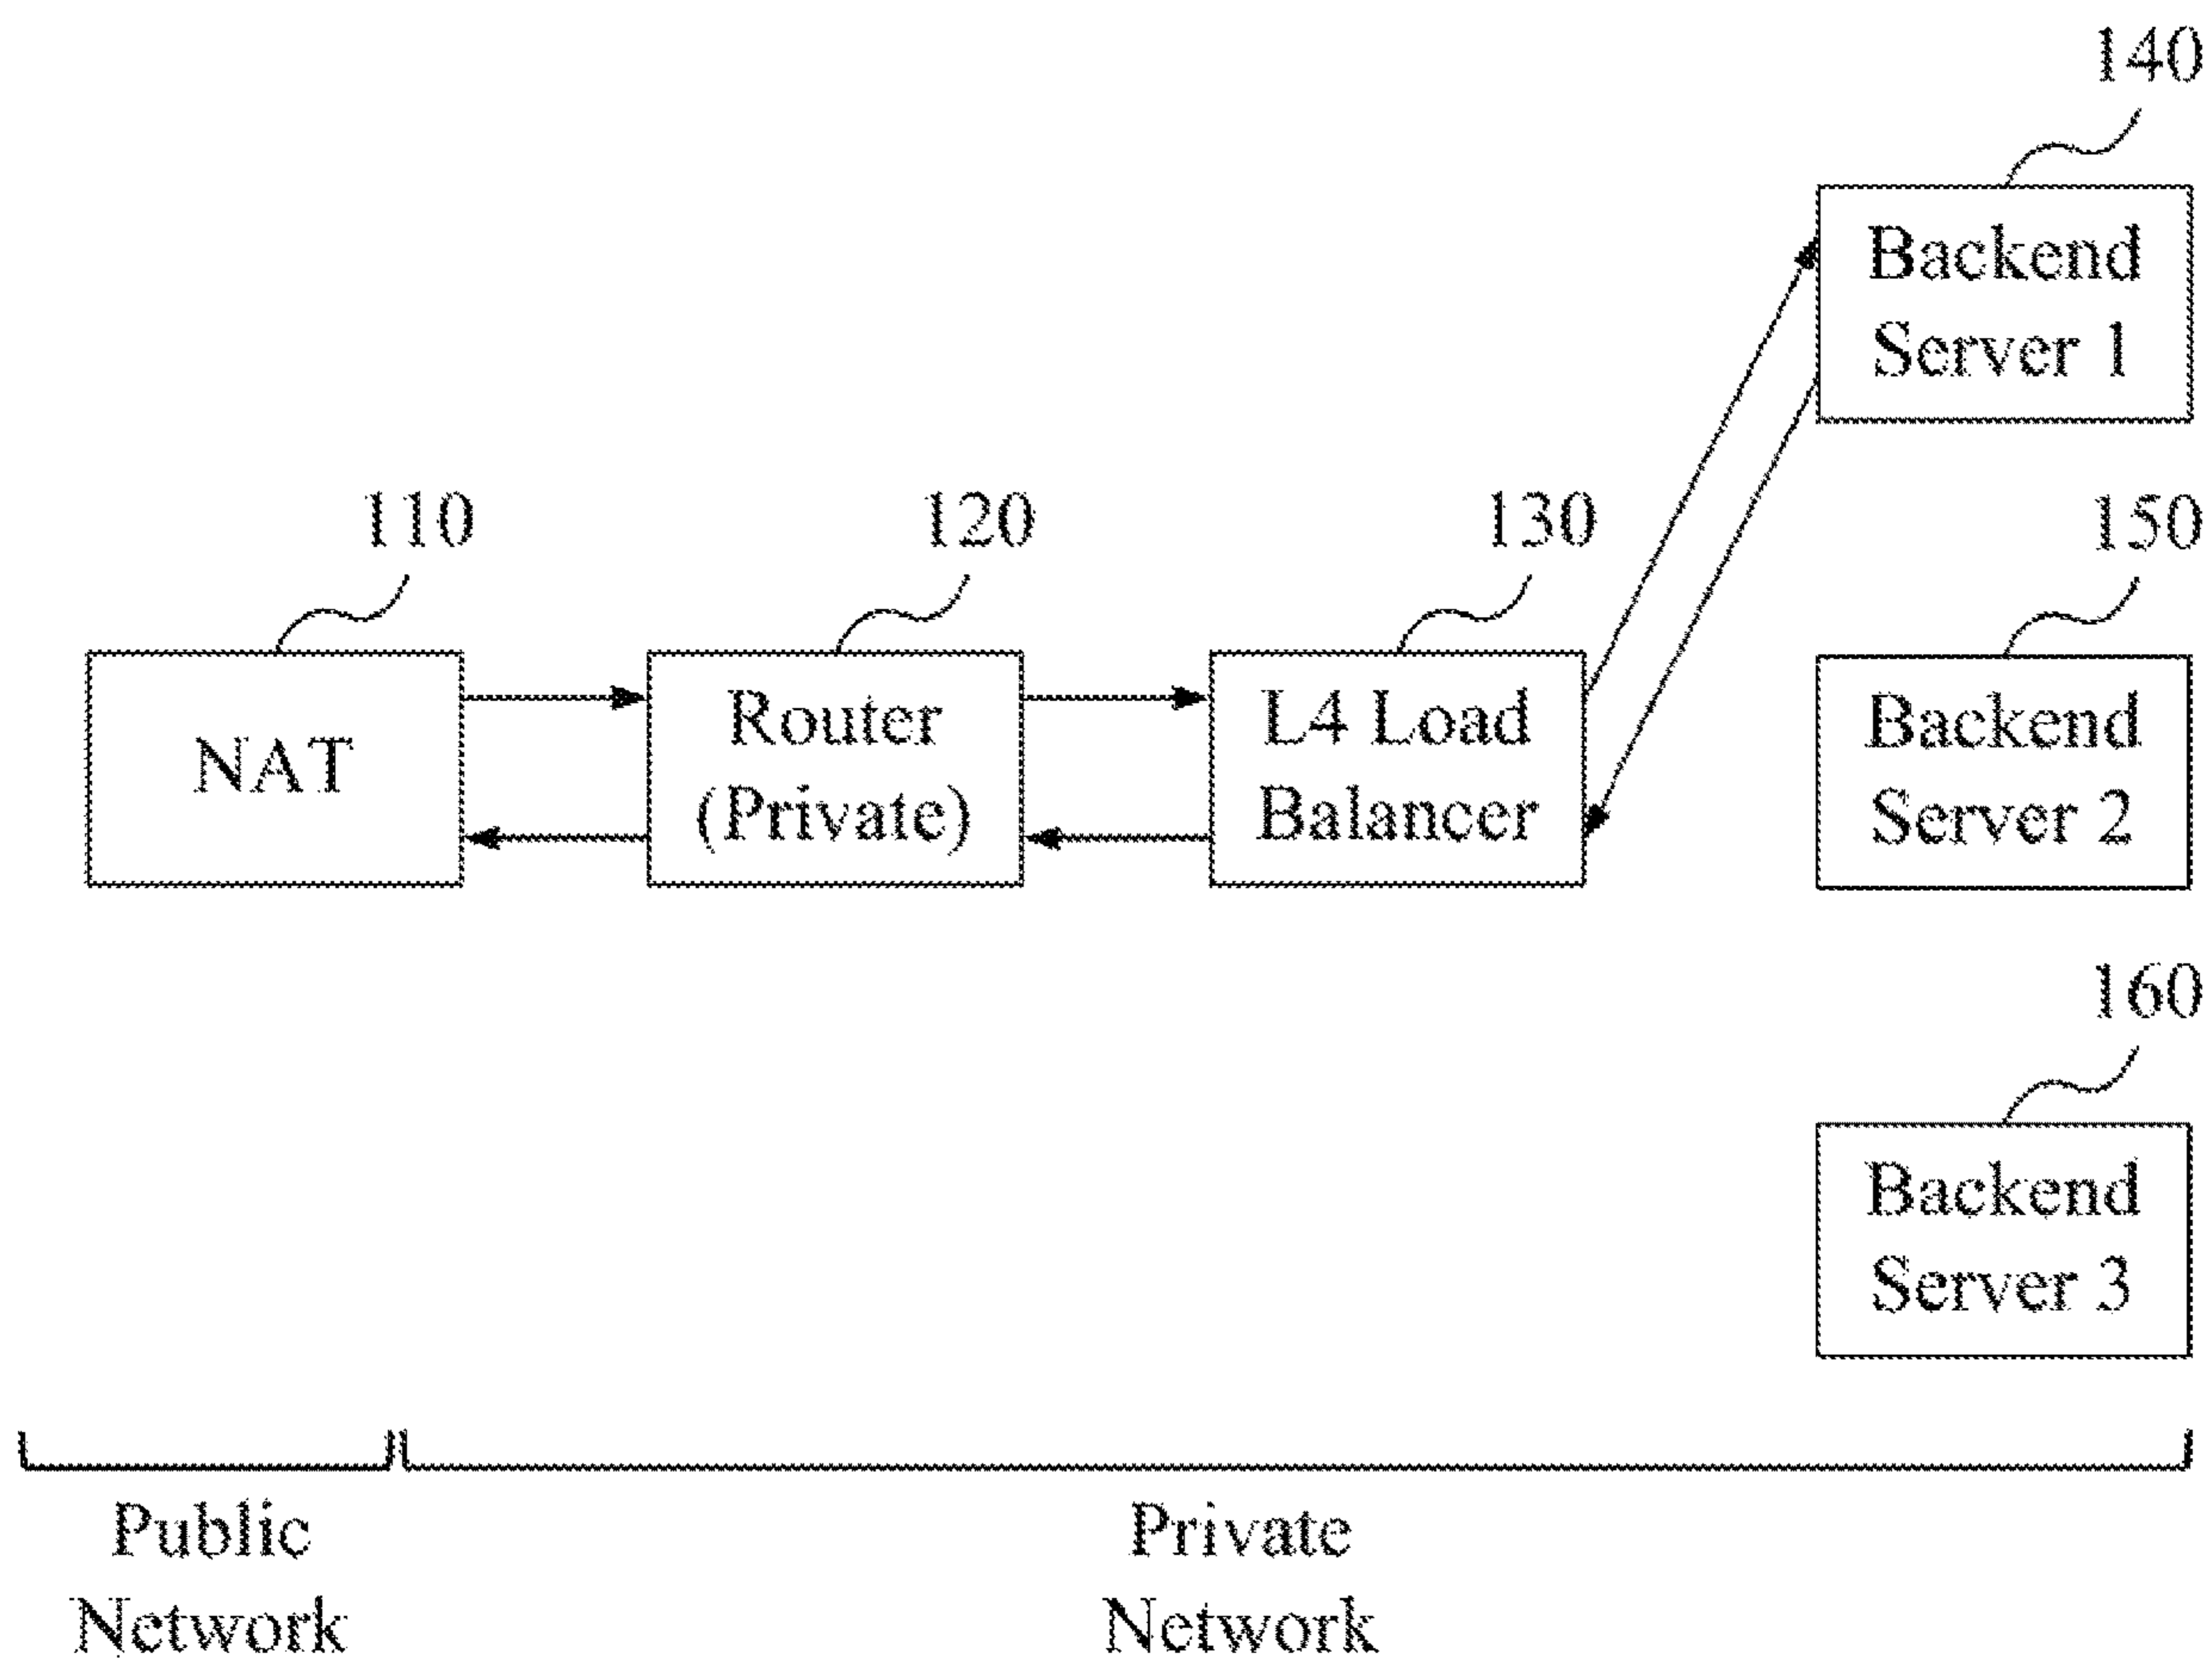 140
Backend
Server 1
110
120
130
150
NAT
Router
(Private)
L4 Load
Balancer
Backend
Server 2
160
Backend
Server 3
Public
Network
Private
Network